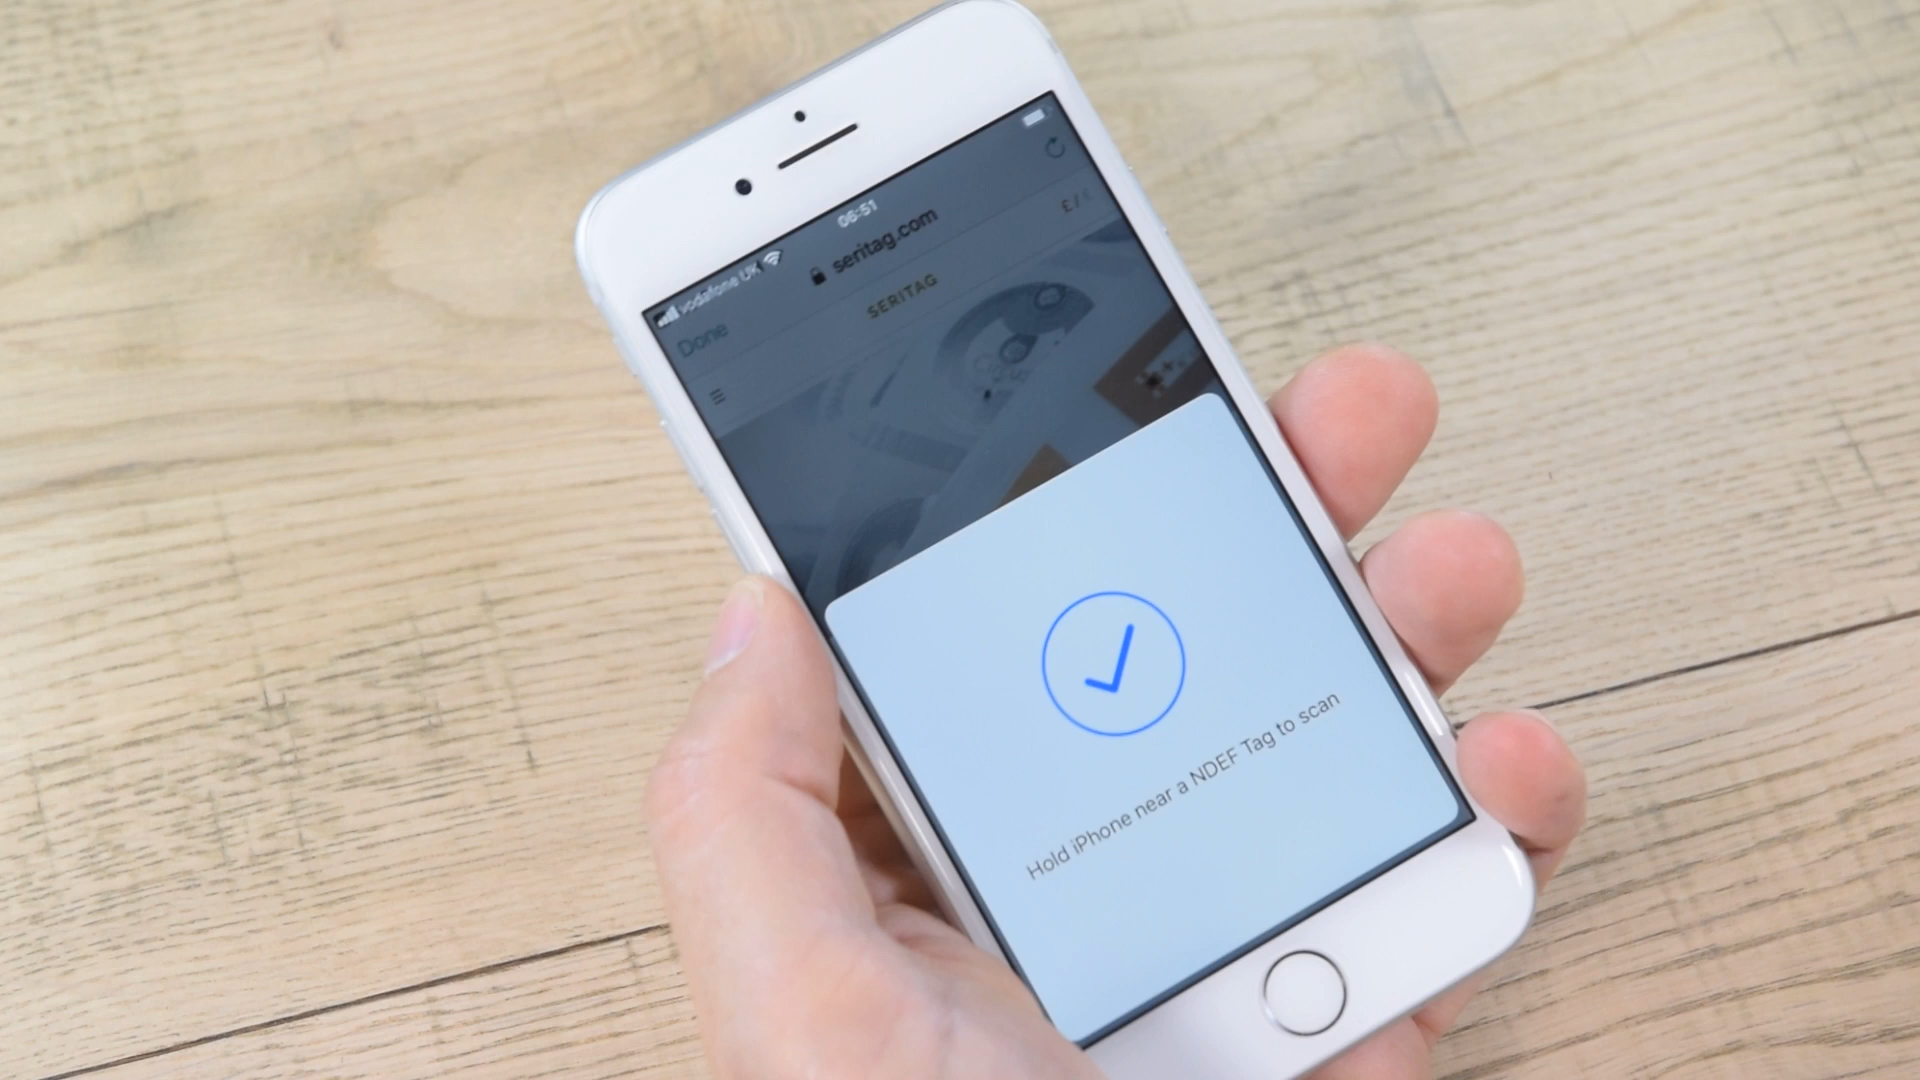 vodafone UK
06:51
seritag.com
Done
SERITAG
£ /
Hold iPhone near a NDEF Tag to scan